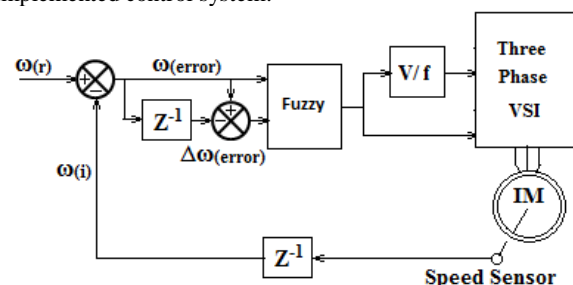 implemented control system.
ω(r)
+
−
ω(error)
Z-1
+
−
Δω(error)
Fuzzy
V/f
Three
Phase
VSI
ω(i)
IM
Z-1
Speed Sensor